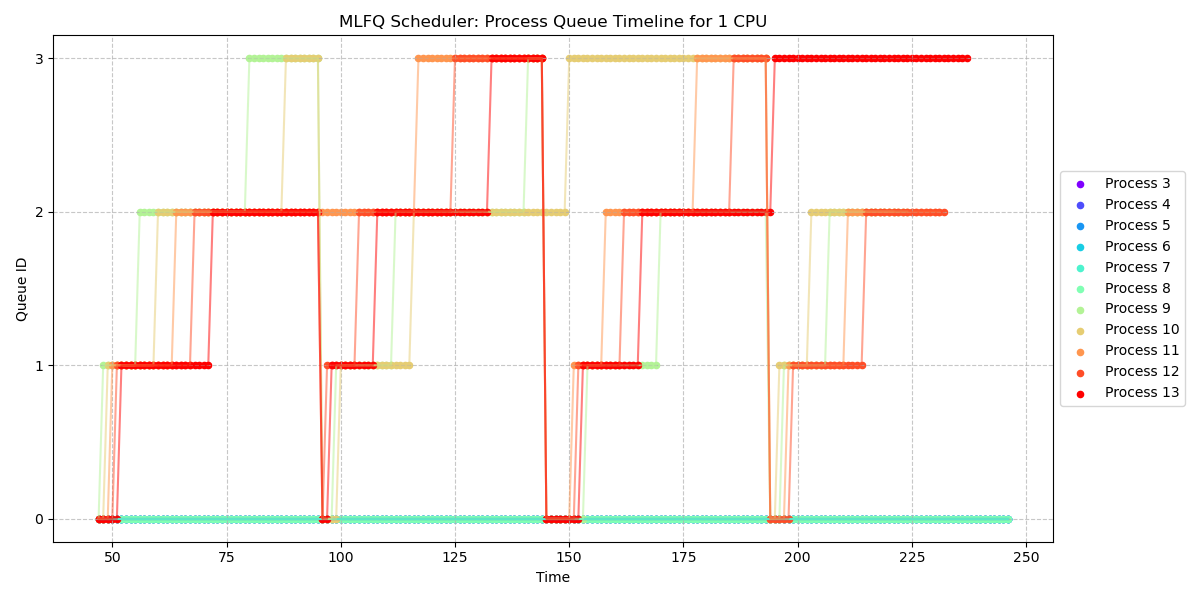 MLFQ Scheduler: Process Queue Timeline for 1 CPU
Queue ID
3
2
1
0
50
75
100
125
150
175
200
225
250
Time
Process 3
Process 4
Process 5
Process 6
Process 7
Process 8
Process 9
Process 10
Process 11
Process 12
Process 13